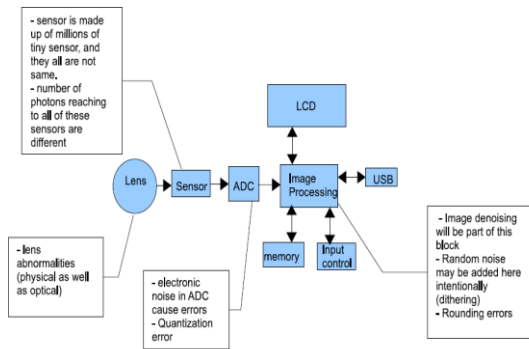 - sensor is made
up of millions of
tiny sensor, and
they all are not
same.
- number of
photons reaching
to all of these
sensors are
different
LCD
Lens
Sensor
ADC
Image
Processing
USB
memory
Input
control
- lens
abnormalities
(physical as well
as optical)
- electronic
noise in ADC
cause errors
- Quantization
error
- Image denoising
will be part of this
block
- Random noise
may be added here
intentionally
(dithering)
- Rounding errors